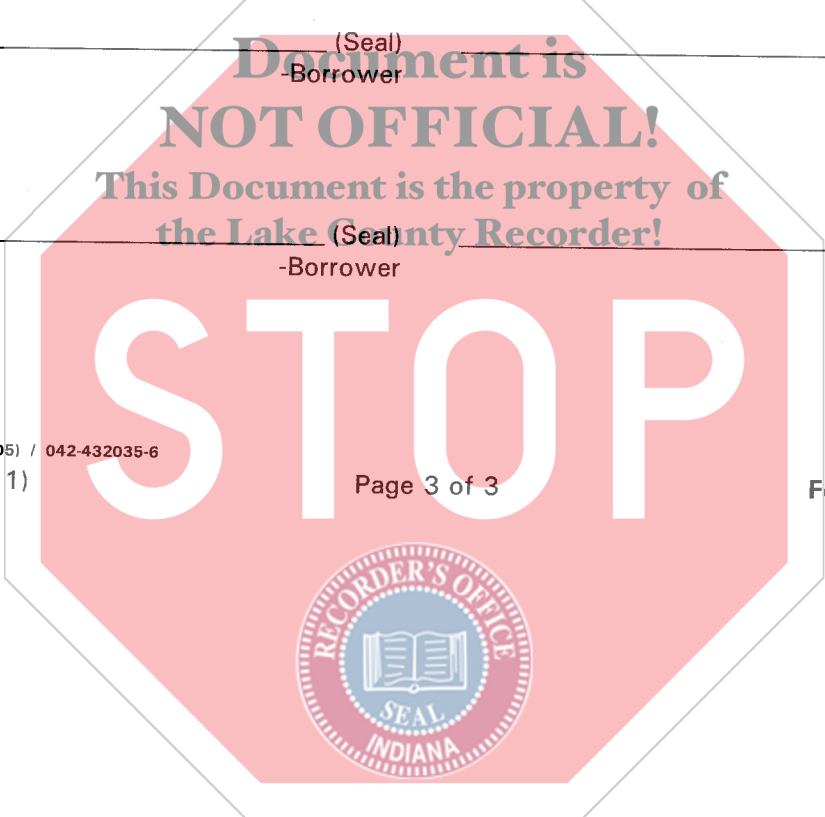 (Seal)
Document is
-Borrower
NOT OFFICIAL!
This Document is the property of
the Lake County Recorder!
(Seal)
-Borrower
STOP
05) / 042-432035-6
1)
Page 3 of 3
RECORDER'S OFFICE
SEAL
INDIANA